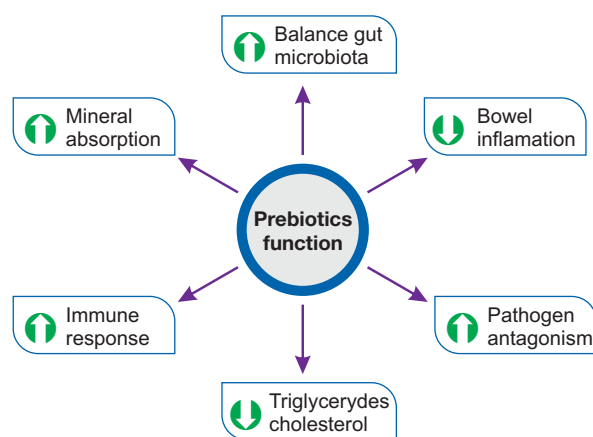 Balance gut
microbiota
Mineral
absorption
Bowel
inflamation
Prebiotics
function
Immune
response
Pathogen
antagonism
Triglycerydes
cholesterol